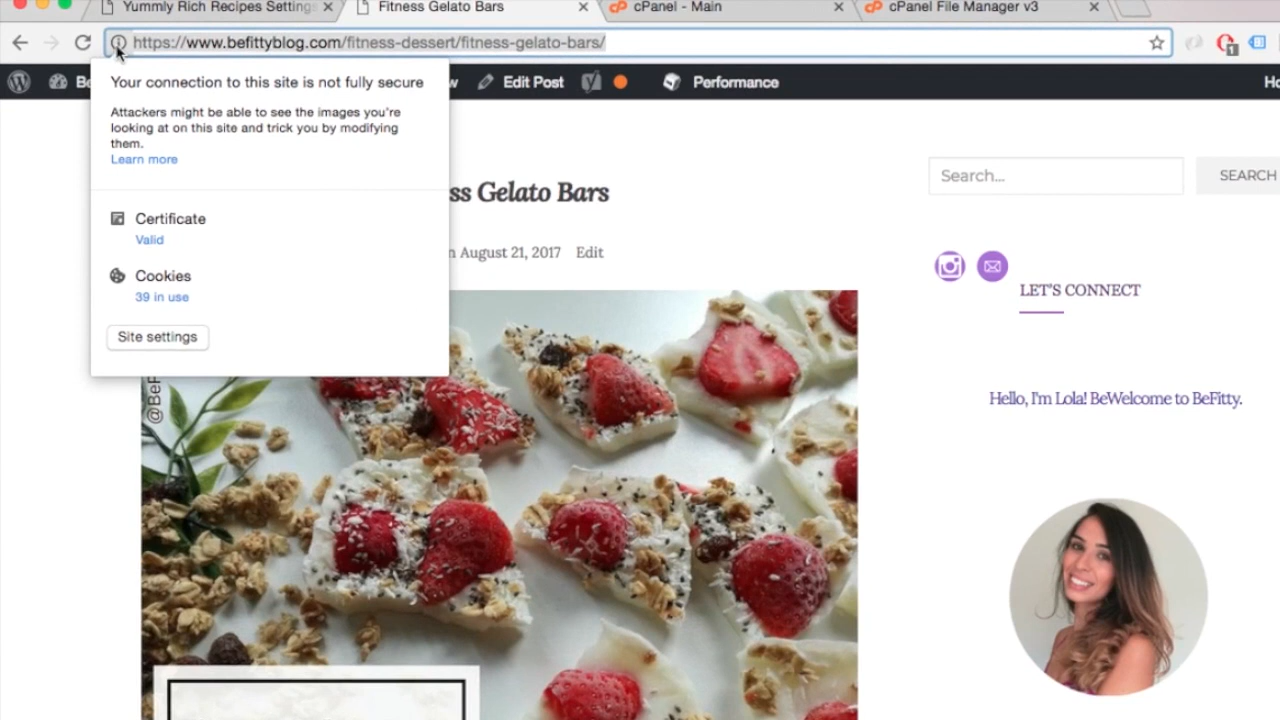 Yummly Rich Recipes Settings
Fitness Gelato Bars
cPanel - Main
cPanel File Manager v3
https://www.befittyblog.com/fitness-dessert/fitness-gelato-bars/
1
Be
w
Edit Post
Performance
Your connection to this site is not fully secure
Attackers might be able to see the images you're
looking at on this site and trick you by modifying
them.
Learn more
Certificate
Valid
Cookies
39 in use
Site settings
ss Gelato Bars
n August 21, 2017 Edit
@BeF
Search...
SEARCH
LET'S CONNECT
Hello, I'm Lola! BeWelcome to BeFitty.